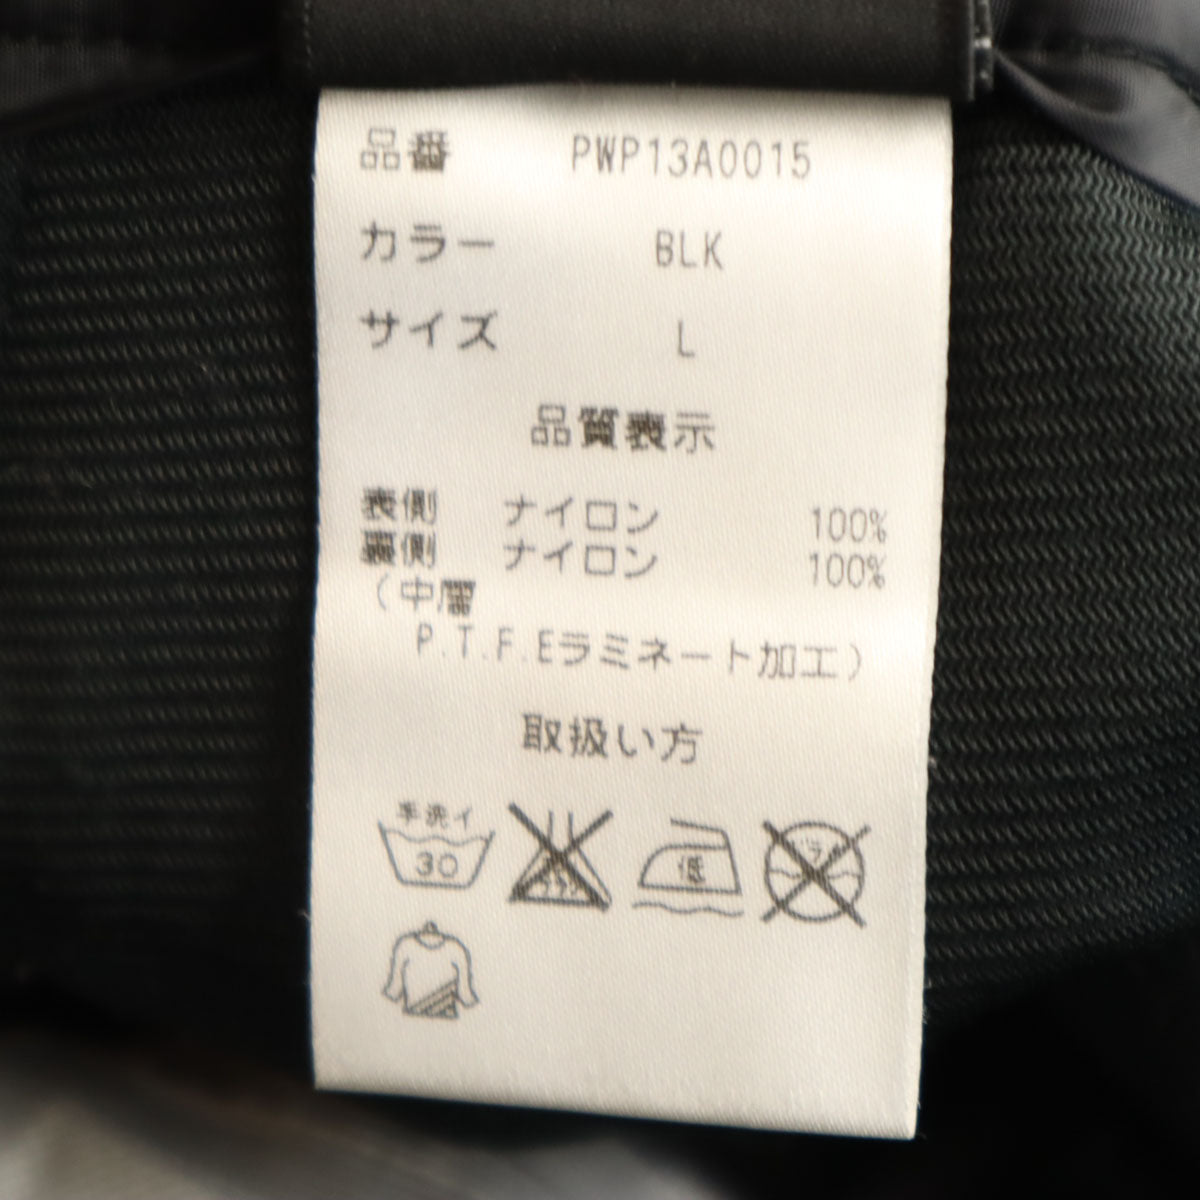 品番 PWP13A0015
カラー BLK
サイズ L
品質表示
表側 ナイロン 100%
裏側 ナイロン 100%
(中層
P.T.F.Eラミネート加工)
取扱い方
手洗イ
30
低